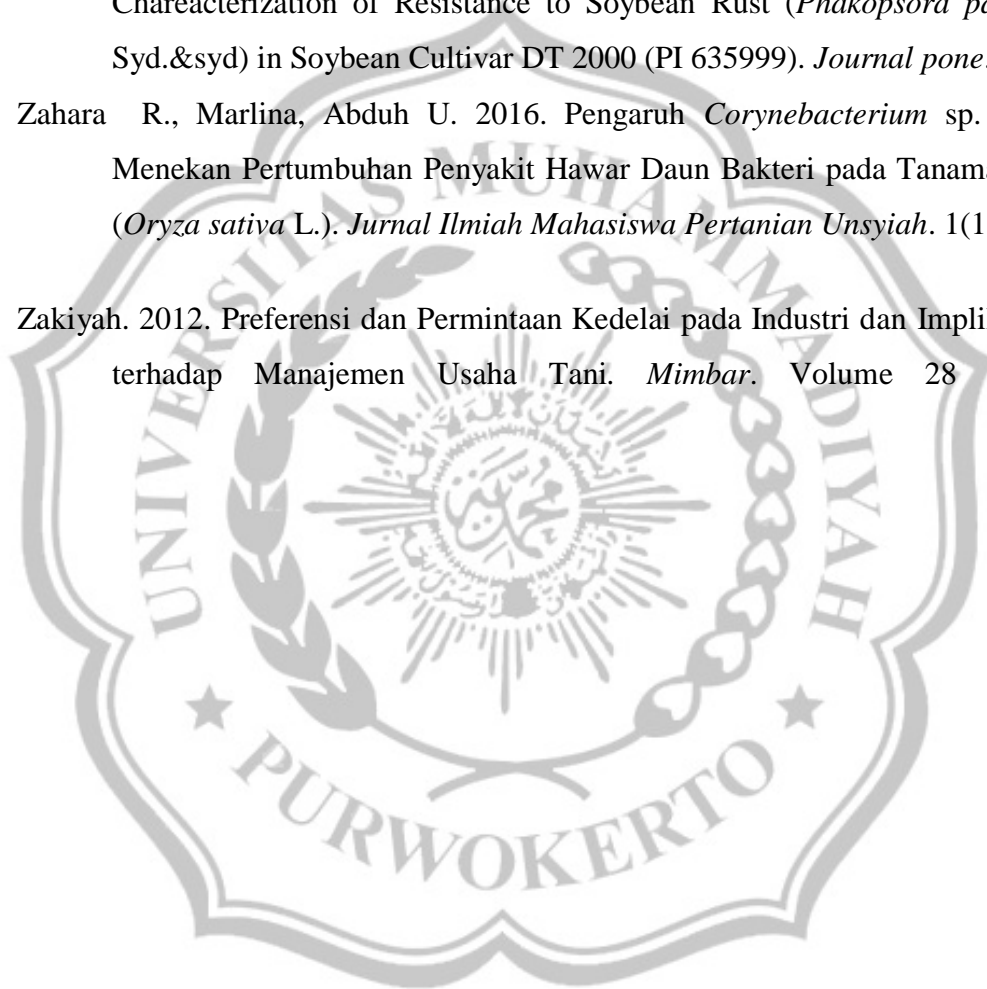 Chareacterization of Resistance to Soybean Rust (Phakopsora pa
Syd.&syd) in Soybean Cultivar DT 2000 (PI 635999). Journal pone.
Zahara R., Marlina, Abduh U. 2016. Pengaruh Corynebacterium sp.
Menekan Pertumbuhan Penyakit Hawar Daun Bakteri pada Tanama
(Oryza sativa L.). Jurnal Ilmiah Mahasiswa Pertanian Unsyiah. 1(1
Zakiyah. 2012. Preferensi dan Permintaan Kedelai pada Industri dan Impli
terhadap Manajemen Usaha Tani. Mimbar. Volume 28
UNIVERSITAS MUHAMMADIYAH
PURWOKERTO